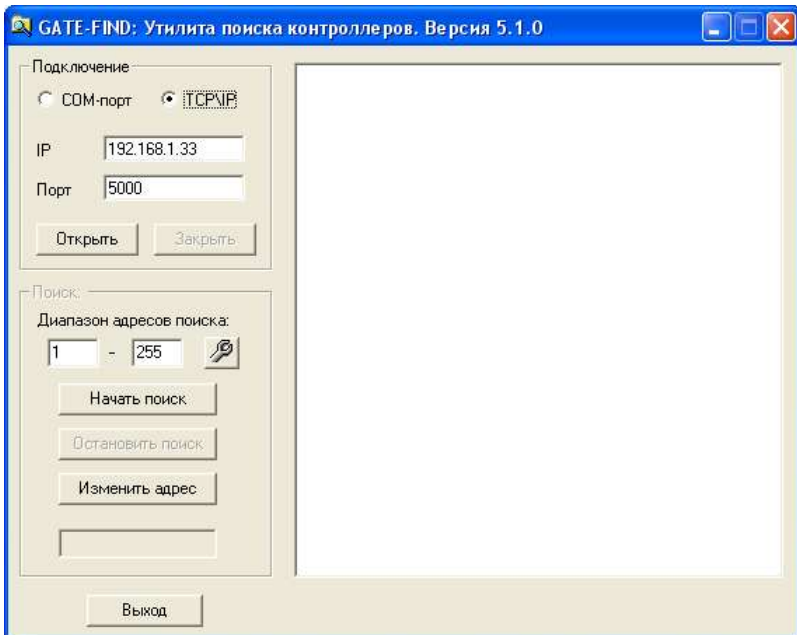 GATE-FIND: Утилита поиска контроллеров. Версия 5.1.0
Подключение
COM-порт TCP\IP
IP 192.168.1.33
Порт 5000
Открыть Закрыть
Поиск:
Диапазон адресов поиска:
1 - 255
Начать поиск
Остановить поиск
Изменить адрес
Выход